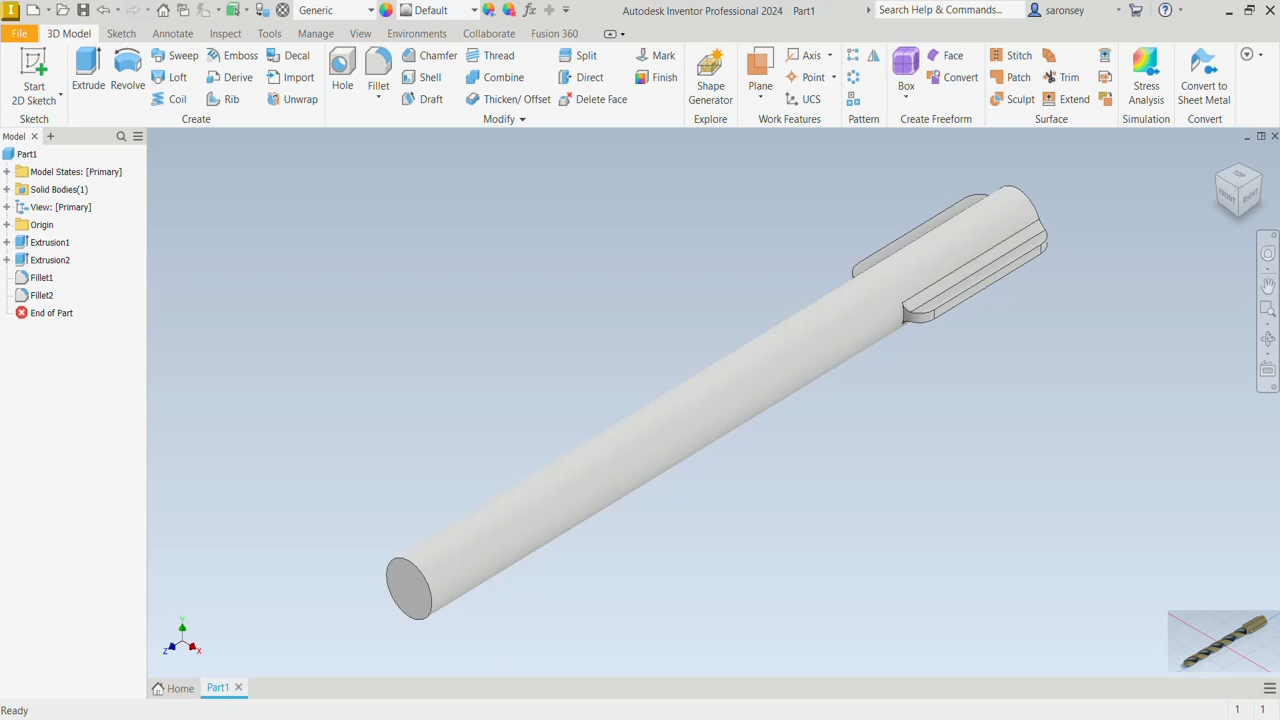 Generic
Default
Autodesk Inventor Professional 2024 Part1
Search Help & Commands...
saronsey
File
3D Model
Sketch
Annotate
Inspect
Tools
Manage
View
Environments
Collaborate
Fusion 360
Start
2D Sketch
Sketch
Extrude
Revolve
Sweep
Emboss
Decal
Loft
Derive
Import
Coil
Rib
Unwrap
Create
Hole
Fillet
Chamfer
Thread
Split
Mark
Shell
Combine
Direct
Finish
Draft
Thicken/ Offset
Delete Face
Modify
Shape
Generator
Explore
Plane
Axis
Point
UCS
Work Features
Pattern
Box
Face
Convert
Create Freeform
Stitch
Patch
Trim
Sculpt
Extend
Surface
Stress
Analysis
Simulation
Convert to
Sheet Metal
Convert
Model
Part1
Model States: [Primary]
Solid Bodies(1)
View: [Primary]
Origin
Extrusion1
Extrusion2
Fillet1
Fillet2
End of Part
TOP
FRONT
RIGHT
Y
Z
X
Home
Part1
Ready
1
1